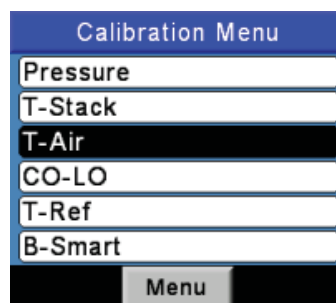 Calibration Menu
Pressure
T-Stack
T-Air
CO-LO
T-Ref
B-Smart
Menu